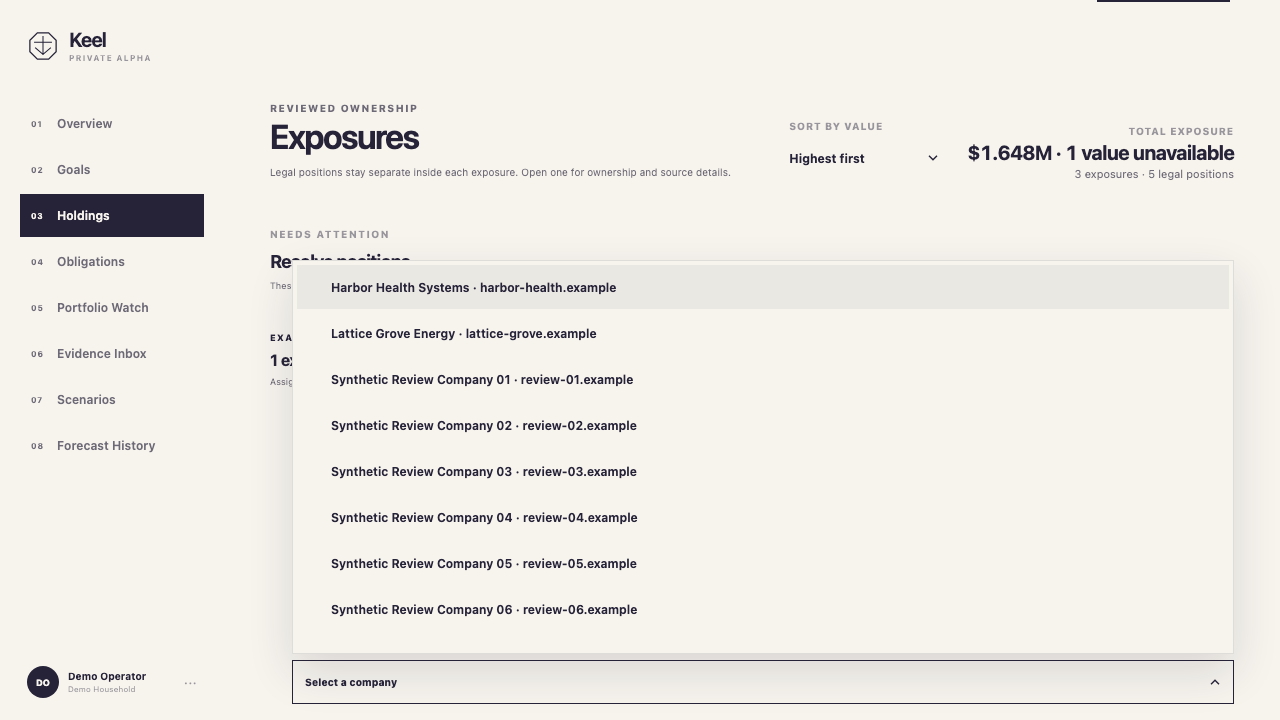 Keel
PRIVATE ALPHA
01 Overview
02 Goals
03 Holdings
04 Obligations
05 Portfolio Watch
06 Evidence Inbox
07 Scenarios
08 Forecast History
DO
Demo Operator
Demo Household
...
REVIEWED OWNERSHIP
Exposures
Legal positions stay separate inside each exposure. Open one for ownership and source details.
SORT BY VALUE
Highest first
TOTAL EXPOSURE
$1.648M · 1 value unavailable
3 exposures · 5 legal positions
NEEDS ATTENTION
Resolve positions
Harbor Health Systems · harbor-health.example
Lattice Grove Energy · lattice-grove.example
Synthetic Review Company 01 · review-01.example
Synthetic Review Company 02 · review-02.example
Synthetic Review Company 03 · review-03.example
Synthetic Review Company 04 · review-04.example
Synthetic Review Company 05 · review-05.example
Synthetic Review Company 06 · review-06.example
Select a company